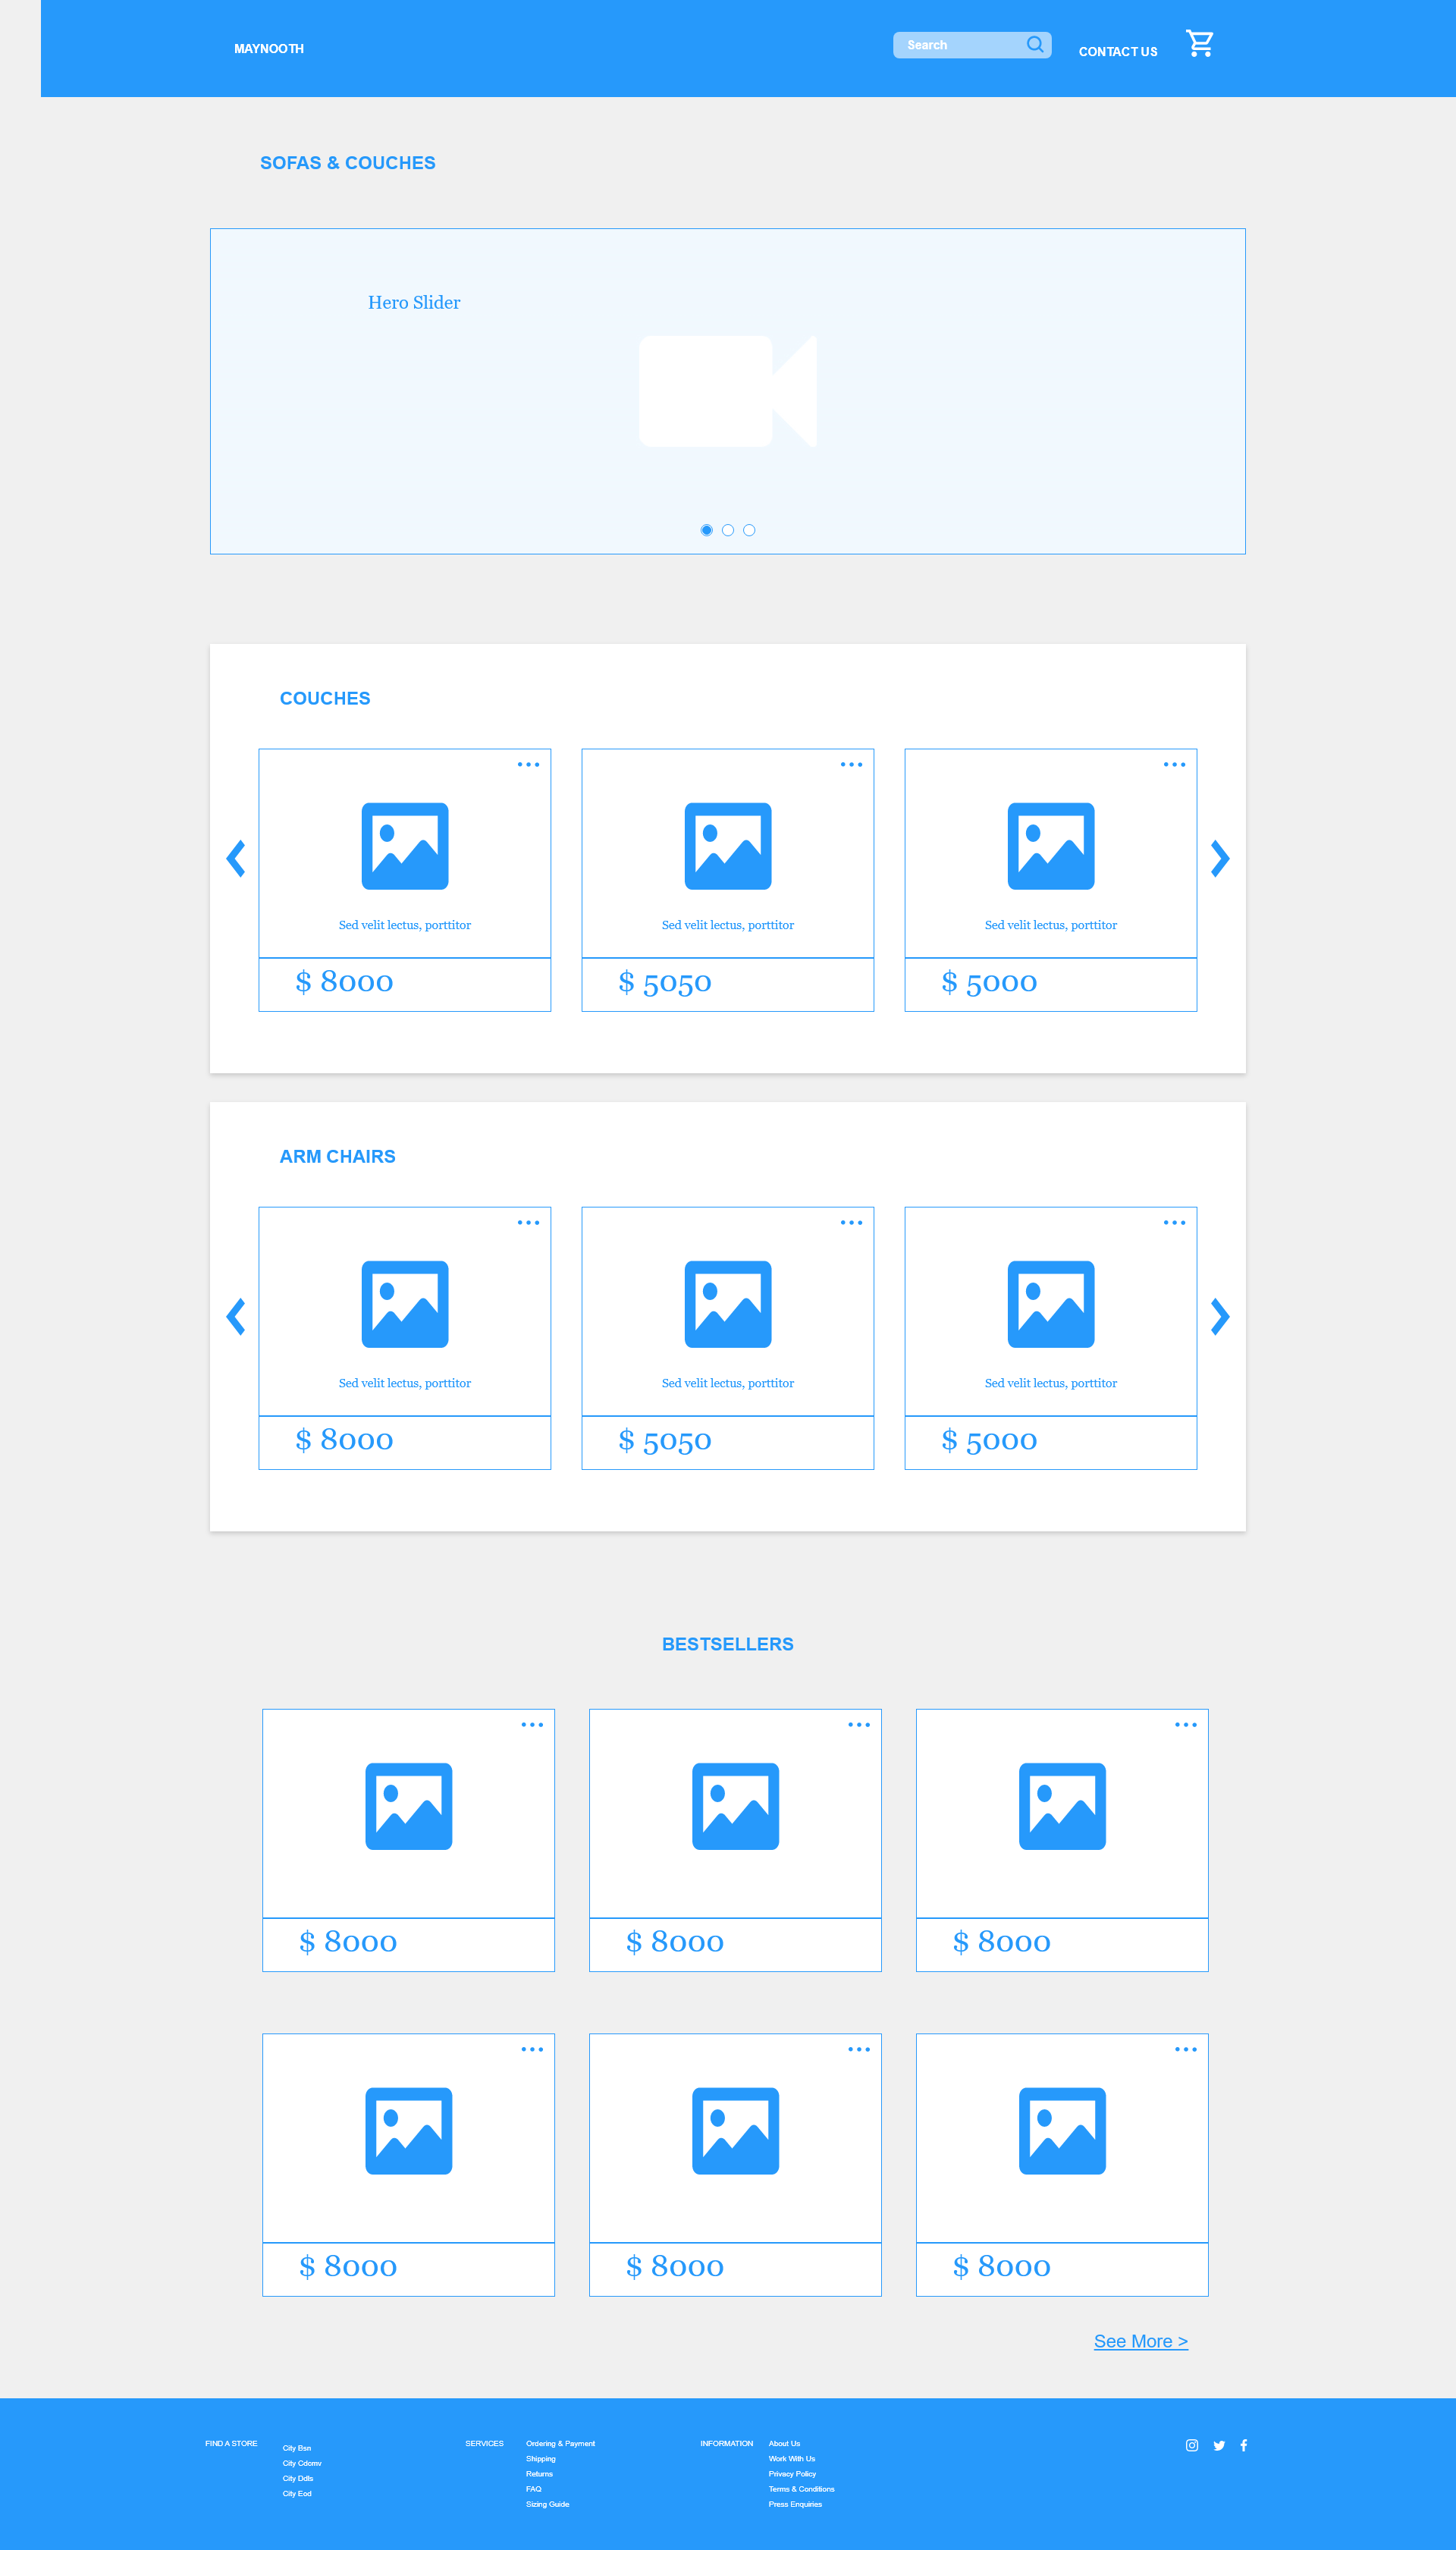 MAYNOOTH
Search
CONTACT US
SOFAS & COUCHES
Hero Slider
COUCHES
Sed velit lectus, porttitor
Sed velit lectus, porttitor
Sed velit lectus, porttitor
$ 8000
$ 5050
$ 5000
ARM CHAIRS
Sed velit lectus, porttitor
Sed velit lectus, porttitor
Sed velit lectus, porttitor
$ 8000
$ 5050
$ 5000
BESTSELLERS
$ 8000
$ 8000
$ 8000
$ 8000
$ 8000
$ 8000
See More >
FIND A STORE
City Bsn
City Cdcmv
City Ddls
City Eod
SERVICES
Ordering & Payment
Shipping
Returns
FAQ
Sizing Guide
INFORMATION
About Us
Work With Us
Privacy Policy
Terms & Conditions
Press Enquiries